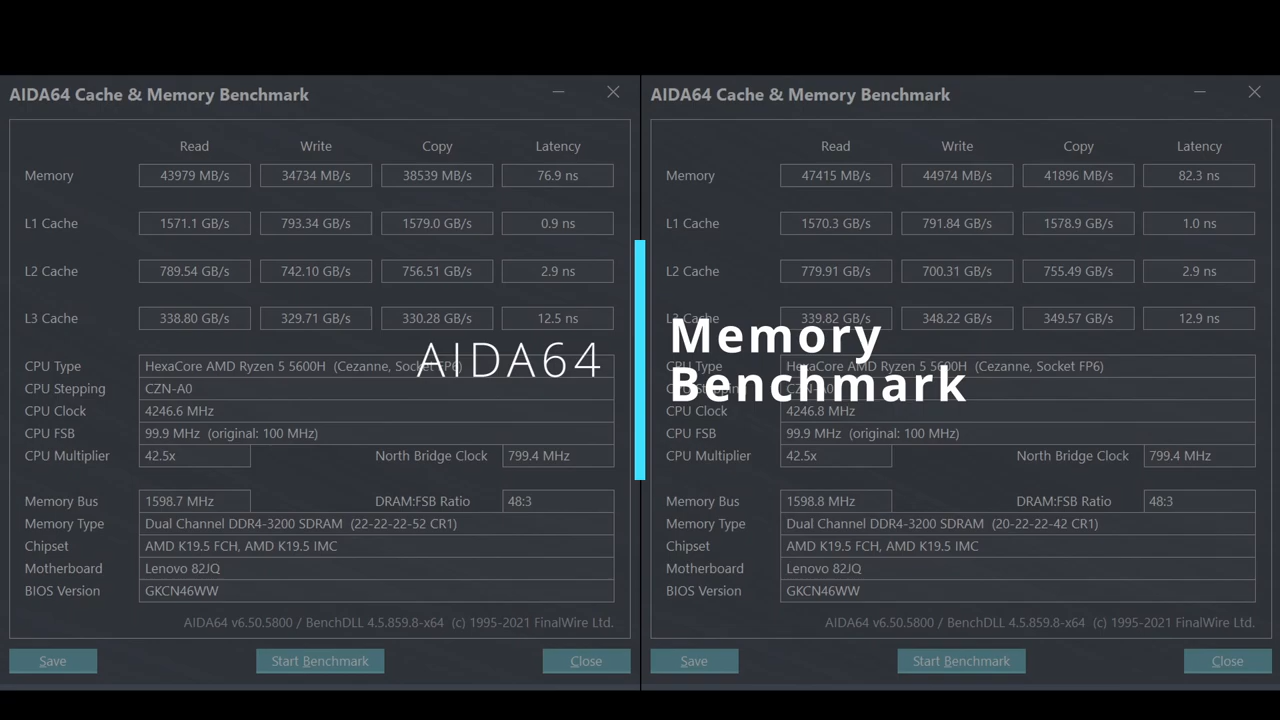 AIDA64 Cache & Memory Benchmark
Read Write Copy Latency
Memory 43979 MB/s 34734 MB/s 38539 MB/s 76.9 ns
L1 Cache 1571.1 GB/s 793.34 GB/s 1579.0 GB/s 0.9 ns
L2 Cache 789.54 GB/s 742.10 GB/s 756.51 GB/s 2.9 ns
L3 Cache 338.80 GB/s 329.71 GB/s 330.28 GB/s 12.5 ns
CPU Type HexaCore AMD Ryzen 5 5600H (Cezanne, Socket FP6)
CPU Stepping CZN-A0
CPU Clock 4246.6 MHz
CPU FSB 99.9 MHz (original: 100 MHz)
CPU Multiplier 42.5x North Bridge Clock 799.4 MHz
Memory Bus 1598.7 MHz DRAM:FSB Ratio 48:3
Memory Type Dual Channel DDR4-3200 SDRAM (22-22-22-52 CR1)
Chipset AMD K19.5 FCH, AMD K19.5 IMC
Motherboard Lenovo 82JQ
BIOS Version GKCN46WW
AIDA64 v6.50.5800 / BenchDLL 4.5.859.8-x64 (c) 1995-2021 FinalWire Ltd.
Save Start Benchmark Close
AIDA64
Memory
Benchmark
AIDA64 Cache & Memory Benchmark
Read Write Copy Latency
Memory 47415 MB/s 44974 MB/s 41896 MB/s 82.3 ns
L1 Cache 1570.3 GB/s 791.84 GB/s 1578.9 GB/s 1.0 ns
L2 Cache 779.91 GB/s 700.31 GB/s 755.49 GB/s 2.9 ns
L3 Cache 339.82 GB/s 348.22 GB/s 349.57 GB/s 12.9 ns
CPU Type HexaCore AMD Ryzen 5 5600H (Cezanne, Socket FP6)
CPU Stepping CZN-A0
CPU Clock 4246.8 MHz
CPU FSB 99.9 MHz (original: 100 MHz)
CPU Multiplier 42.5x North Bridge Clock 799.4 MHz
Memory Bus 1598.8 MHz DRAM:FSB Ratio 48:3
Memory Type Dual Channel DDR4-3200 SDRAM (20-22-22-42 CR1)
Chipset AMD K19.5 FCH, AMD K19.5 IMC
Motherboard Lenovo 82JQ
BIOS Version GKCN46WW
AIDA64 v6.50.5800 / BenchDLL 4.5.859.8-x64 (c) 1995-2021 FinalWire Ltd.
Save Start Benchmark Close